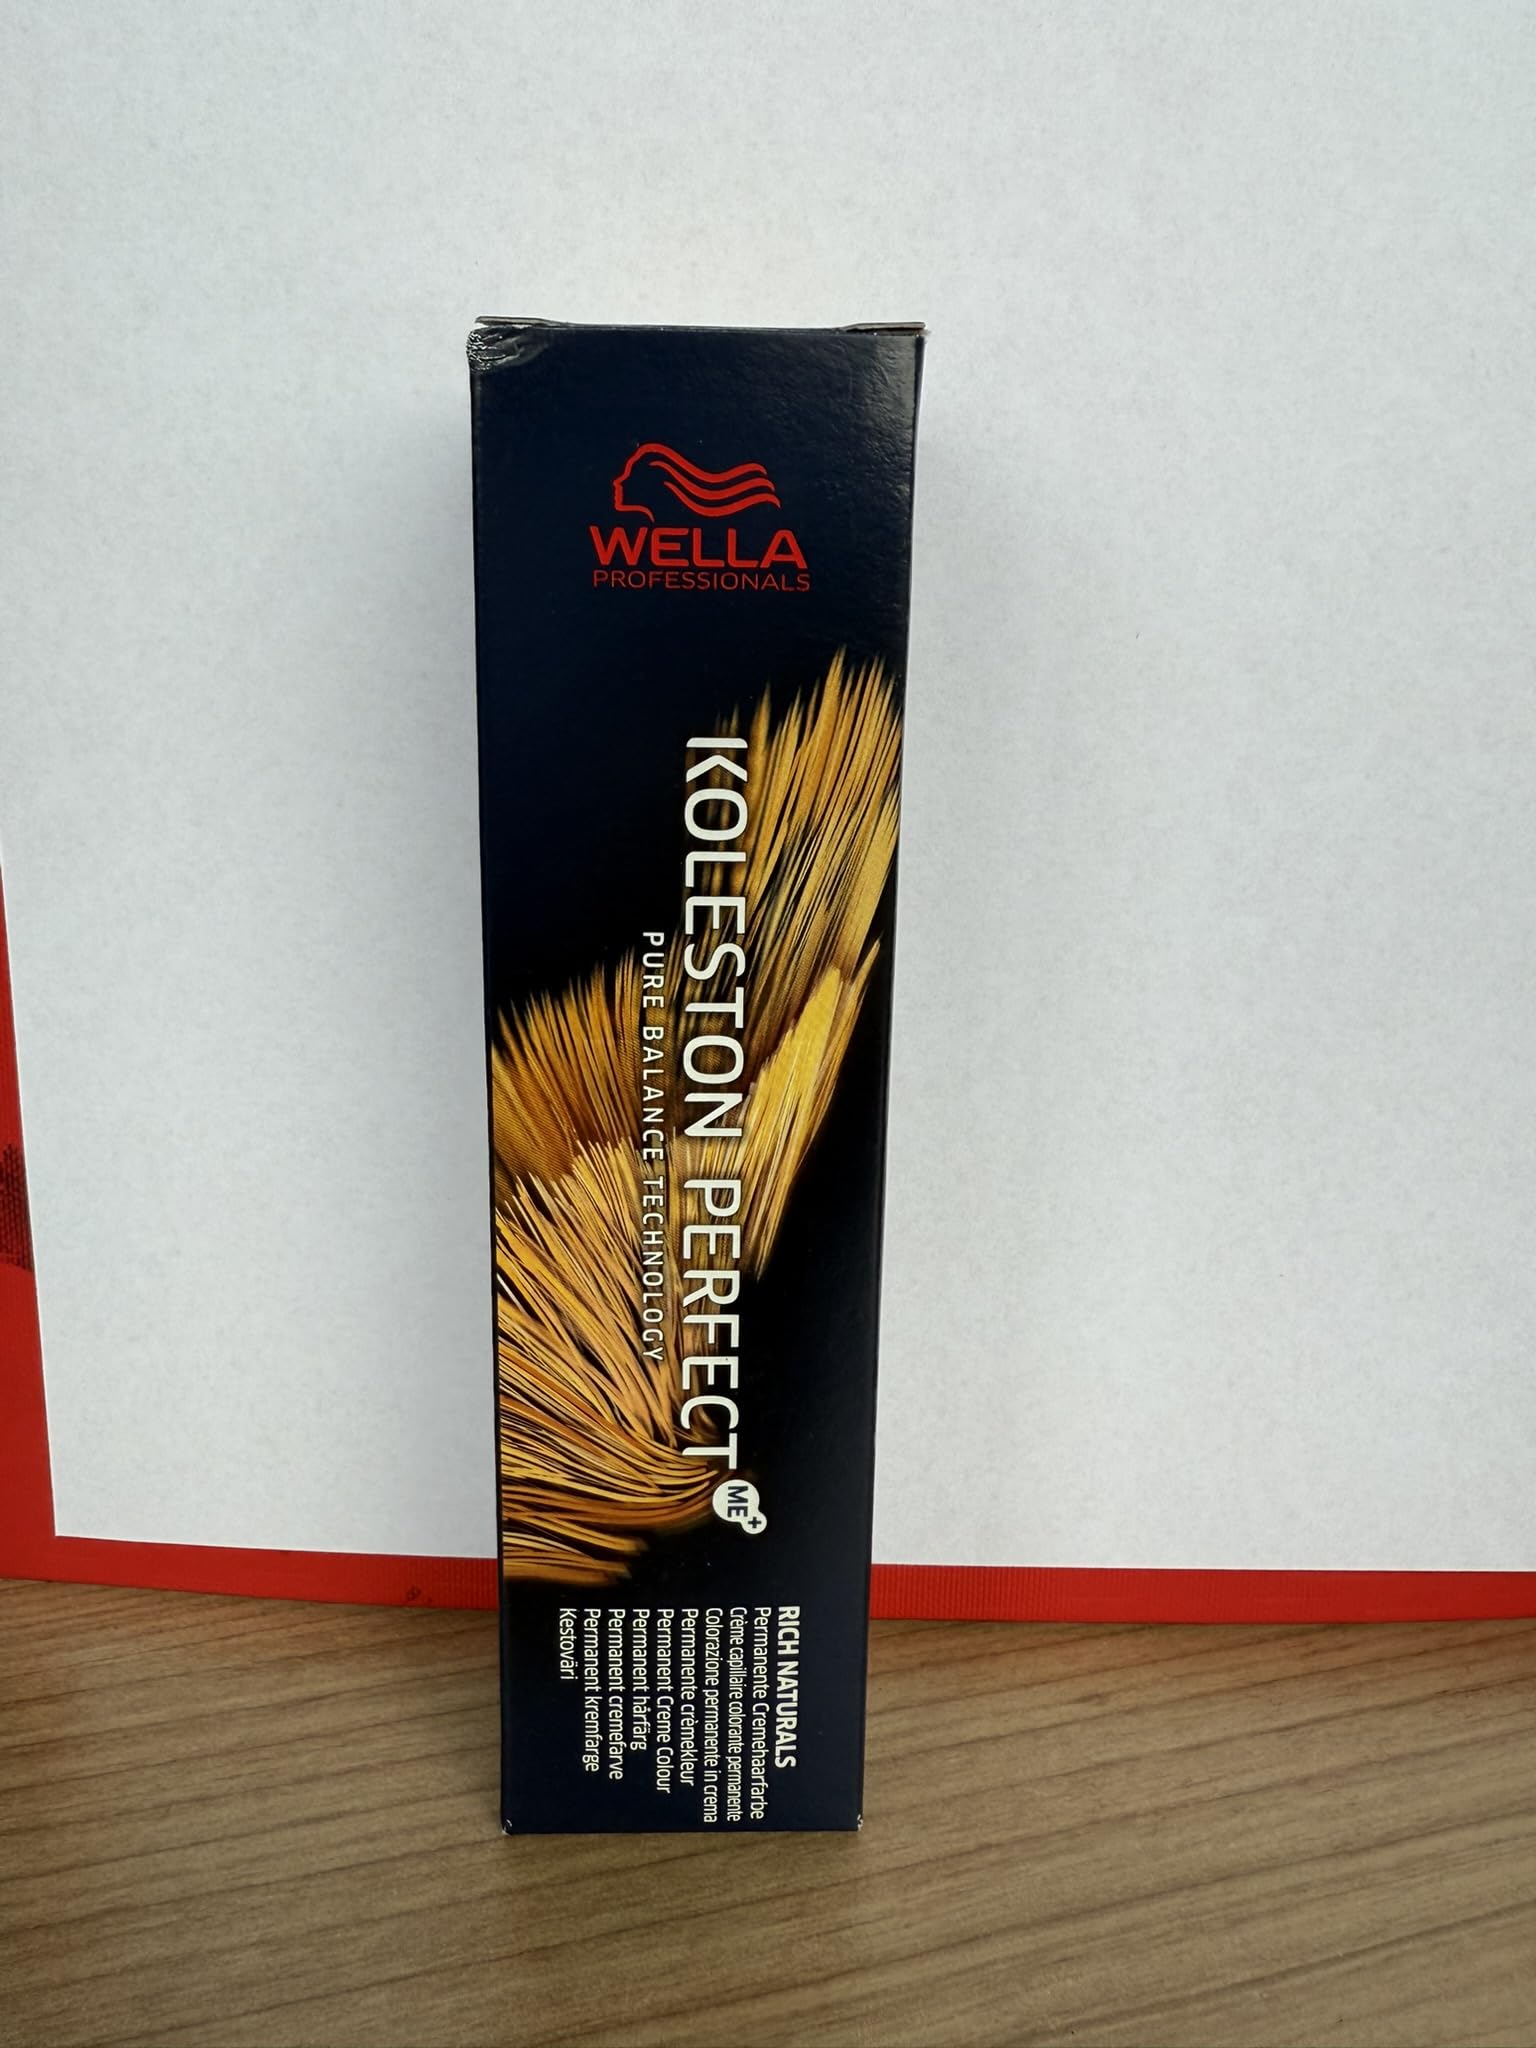 WELLA
PROFESSIONALS
KOLESTON PERFECT ME+
PURE BALANCE TECHNOLOGY
RICH NATURALS
Permanente Cremehaarfarbe
Crème capillaire colorante permanente
Colorazione permanente in crema
Permanente crèmekleur
Permanent Creme Colour
Permanent hårfärg
Permanent cremefarve
Permanent kremfarge
Kestoväri